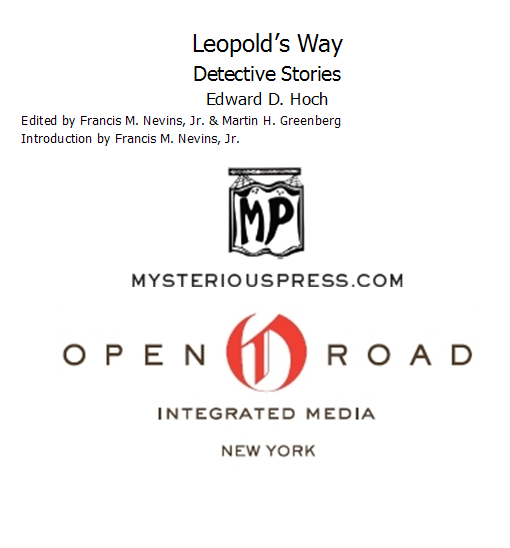 Leopold’s Way
Detective Stories
Edward D. Hoch
Edited by Francis M. Nevins, Jr. & Martin H. Greenberg
Introduction by Francis M. Nevins, Jr.
MP
MYSTERIOUSPRESS.COM
OPEN ROAD
INTEGRATED MEDIA
NEW YORK